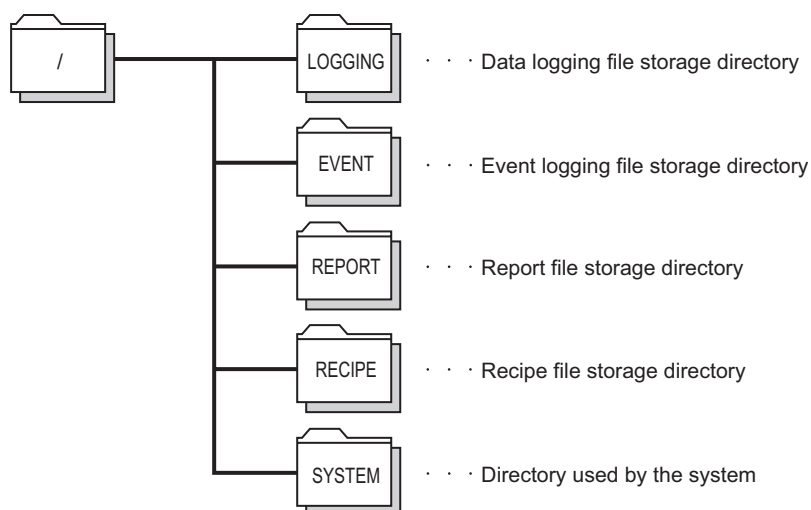 /
LOGGING · · · Data logging file storage directory
EVENT · · · Event logging file storage directory
REPORT · · · Report file storage directory
RECIPE · · · Recipe file storage directory
SYSTEM · · · Directory used by the system